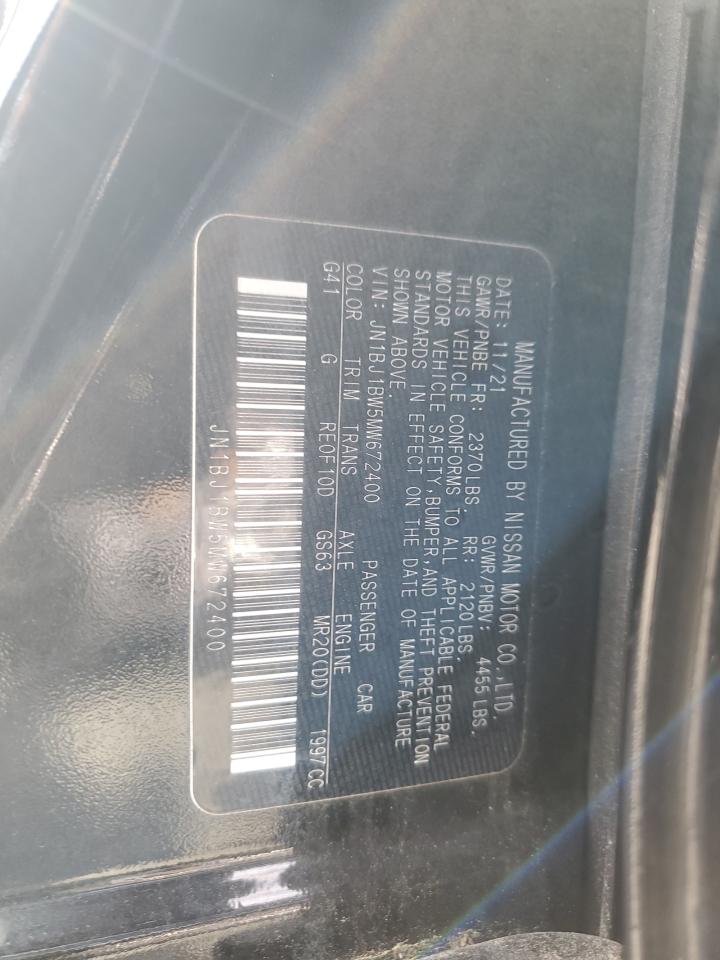 MANUFACTURED BY NISSAN MOTOR CO.,LTD.
DATE: 11/21 GVWR/PNBV: 4455 LBS.
GAWR/PNBE FR: 2370LBS. RR: 2120LBS.
THIS VEHICLE CONFORMS TO ALL APPLICABLE FEDERAL
MOTOR VEHICLE SAFETY,BUMPER,AND THEFT PREVENTION
STANDARDS IN EFFECT ON THE DATE OF MANUFACTURE
SHOWN ABOVE.
VIN: JN1BJ1BW5MW672400 PASSENGER CAR
COLOR TRIM TRANS AXLE ENGINE
G41 G RE0F10D GS63 MR20(DD) 1997CC
JN1BJ1BW5MW672400